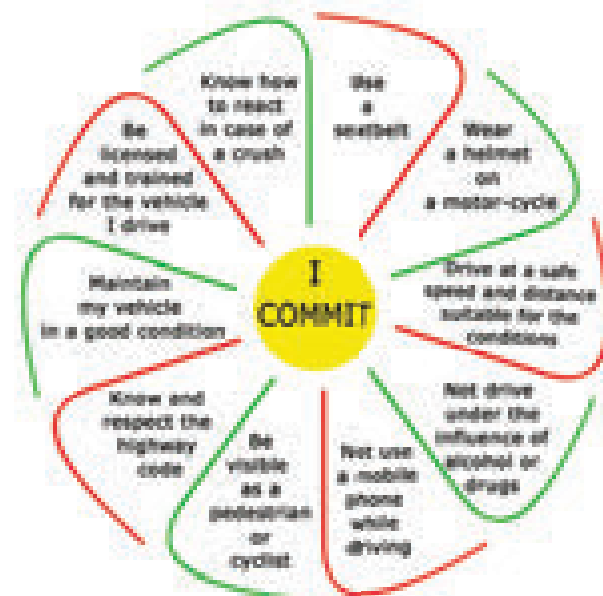 I
COMMIT
Use
a
sextbelt
Wear
a helmet
on
a motor-cycle
Drive at a safe
speed and distance
suitable for the
conditions
Not drive
under the
influence of
alcohol or
drugs
Not use
a mobile
phone
while
driving
Be
visible
as a
pedestrian
or
cyclist
Know and
respect the
highway
code
Maintain
my vehicle
in a good condition
Be
licensed
and trained
for the vehicle
I drive
Know how
to react
in case of
a crush